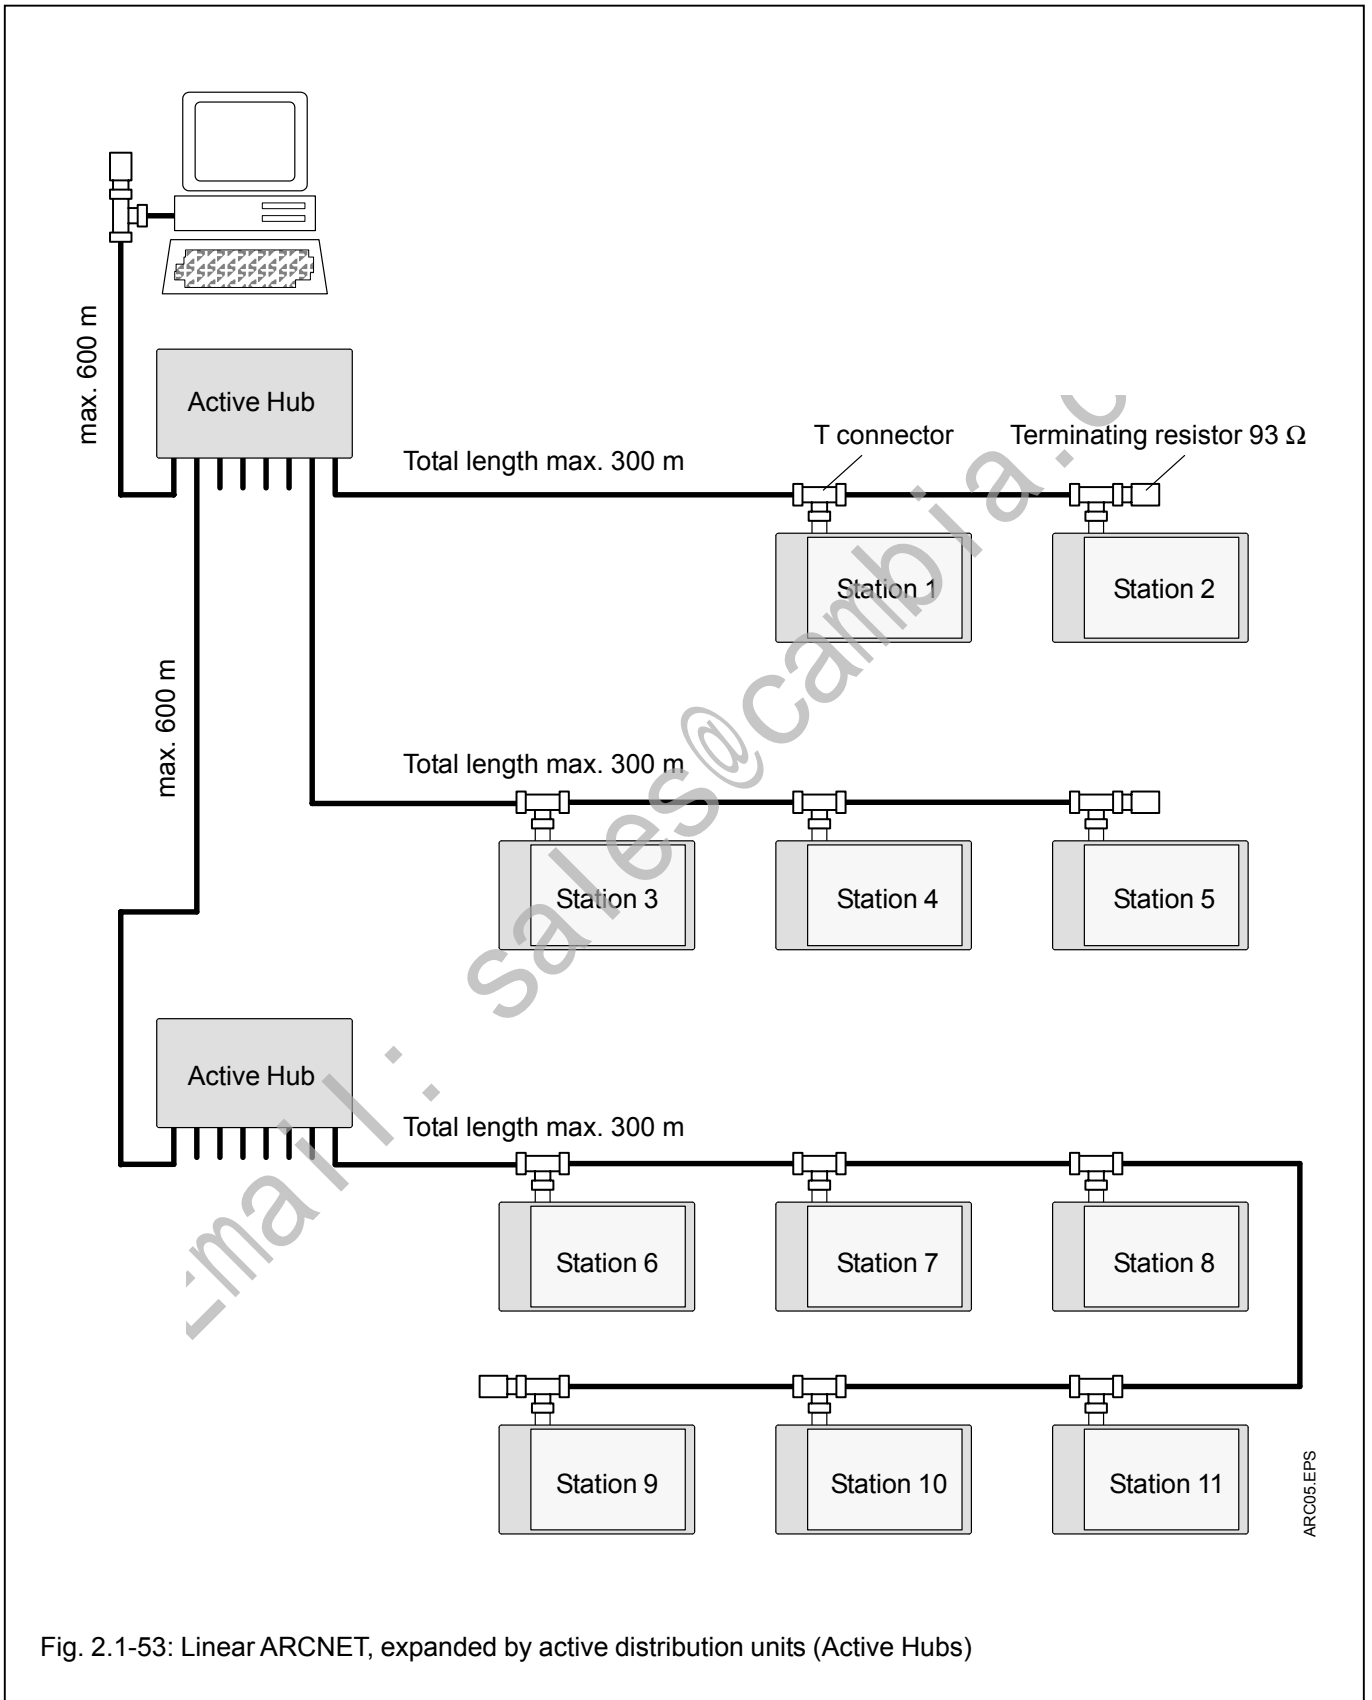 max. 600 m
Active Hub
T connector
Terminating resistor 93 Ω
Total length max. 300 m
Station 1
Station 2
max. 600 m
Total length max. 300 m
Station 3
Station 4
Station 5
Active Hub
Total length max. 300 m
Station 6
Station 7
Station 8
Station 9
Station 10
Station 11
ARC05.EPS
Fig. 2.1-53: Linear ARCNET, expanded by active distribution units (Active Hubs)
mail: sales@cambia.